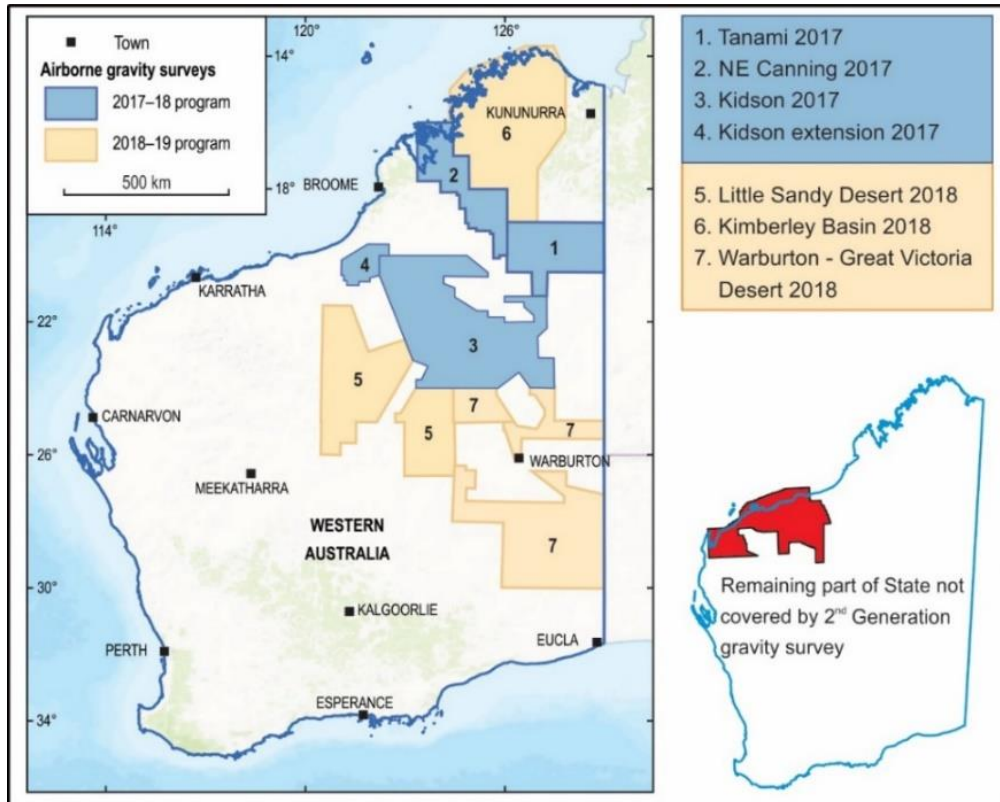 Town
Airborne gravity surveys
2017–18 program
2018–19 program
500 km
120°
126°
14°
KUNUNURRA
6
2
BROOME
18°
114°
1
4
KARRATHA
22°
3
5
7
CARNARVON
5
7
26°
WARBURTON
MEEKATHARRA
WESTERN
AUSTRALIA
7
30°
KALGOORLIE
EUCLA
PERTH
ESPERANCE
34°
1. Tanami 2017
2. NE Canning 2017
3. Kidson 2017
4. Kidson extension 2017
5. Little Sandy Desert 2018
6. Kimberley Basin 2018
7. Warburton - Great Victoria
Desert 2018
Remaining part of State not
covered by 2nd Generation
gravity survey